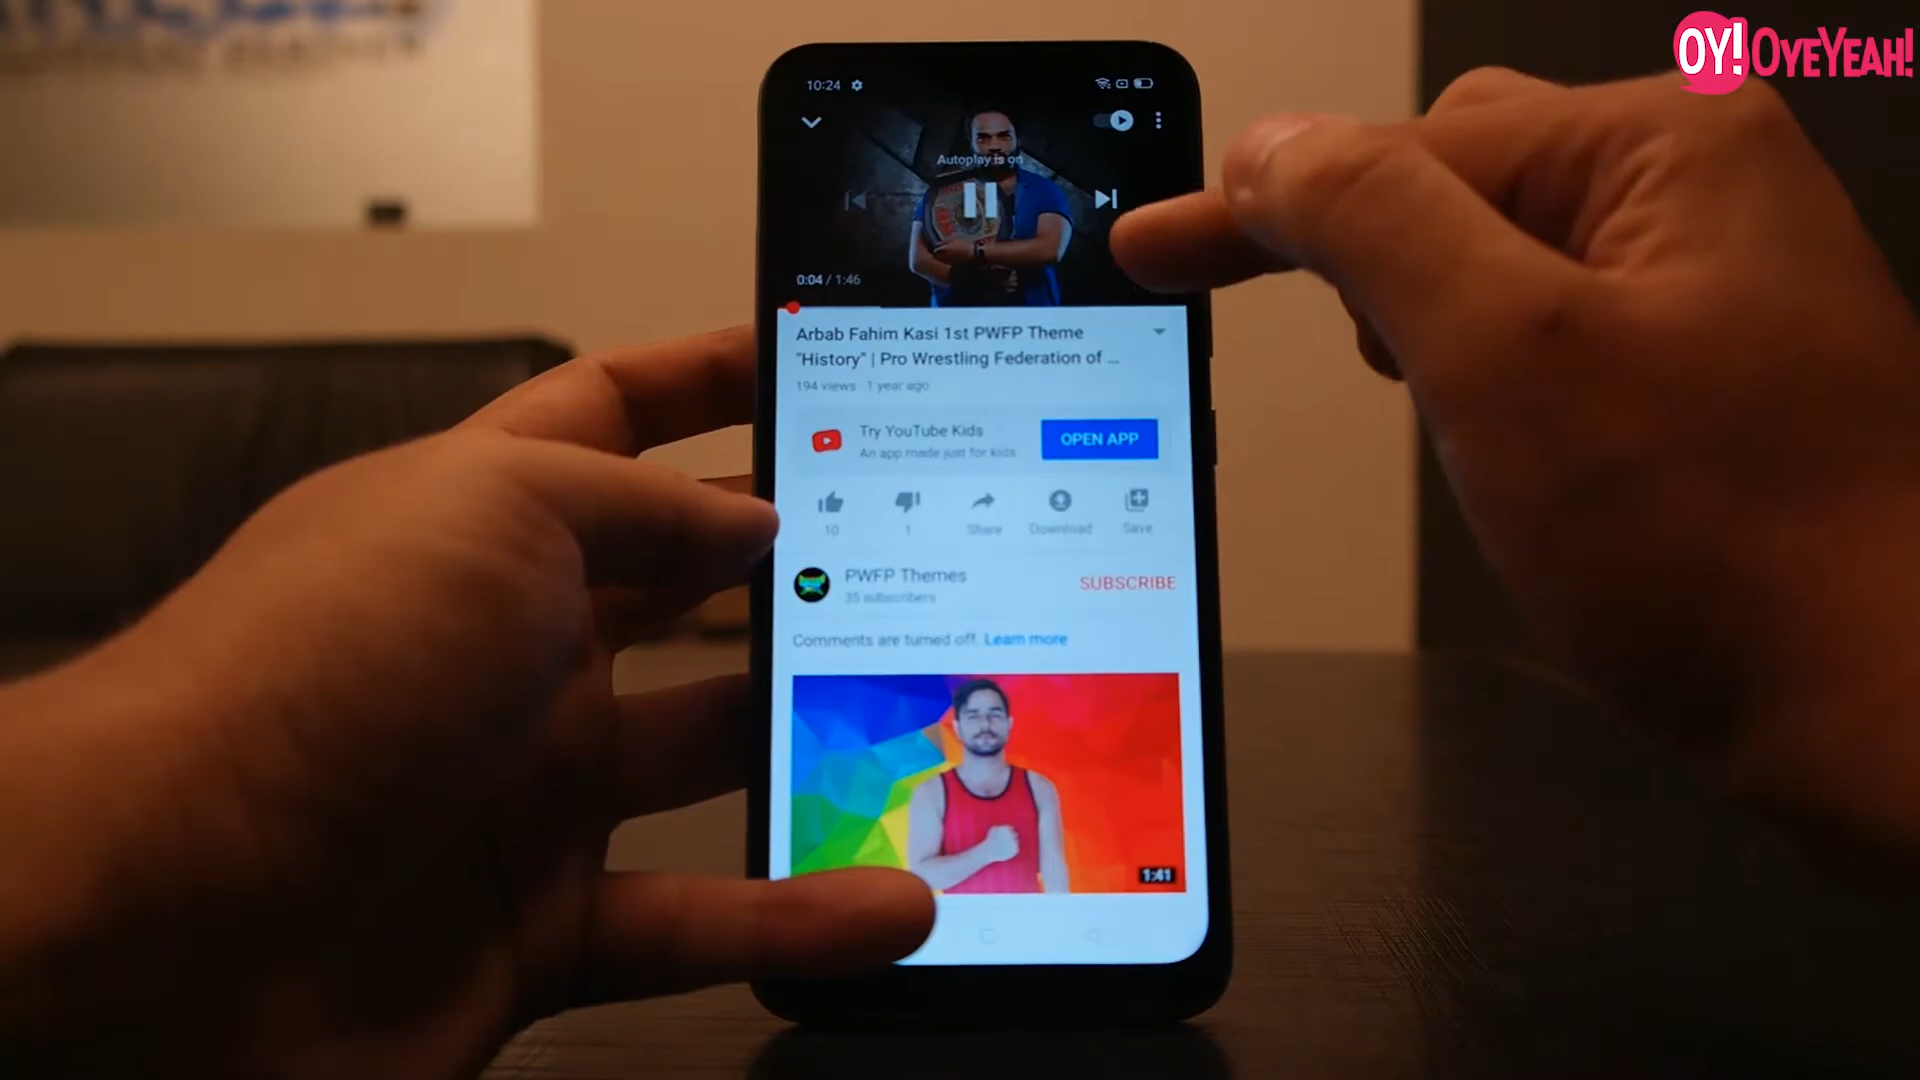 OY! OYEYEAH!
10:24
Autoplay is on
0:04 / 1:46
Arbab Fahim Kasi 1st PWFP Theme
"History" | Pro Wrestling Federation of ...
194 views · 1 year ago
Try YouTube Kids
An app made just for kids
OPEN APP
10
1
Share
Download
Save
PWFP Themes
35 subscribers
SUBSCRIBE
Comments are turned off. Learn more
1:41